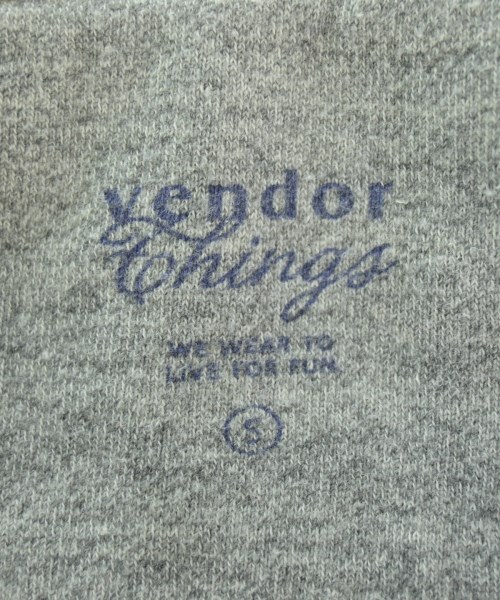 vendor
Things
WE WEAR TO
LIVE FOR FUN.
S